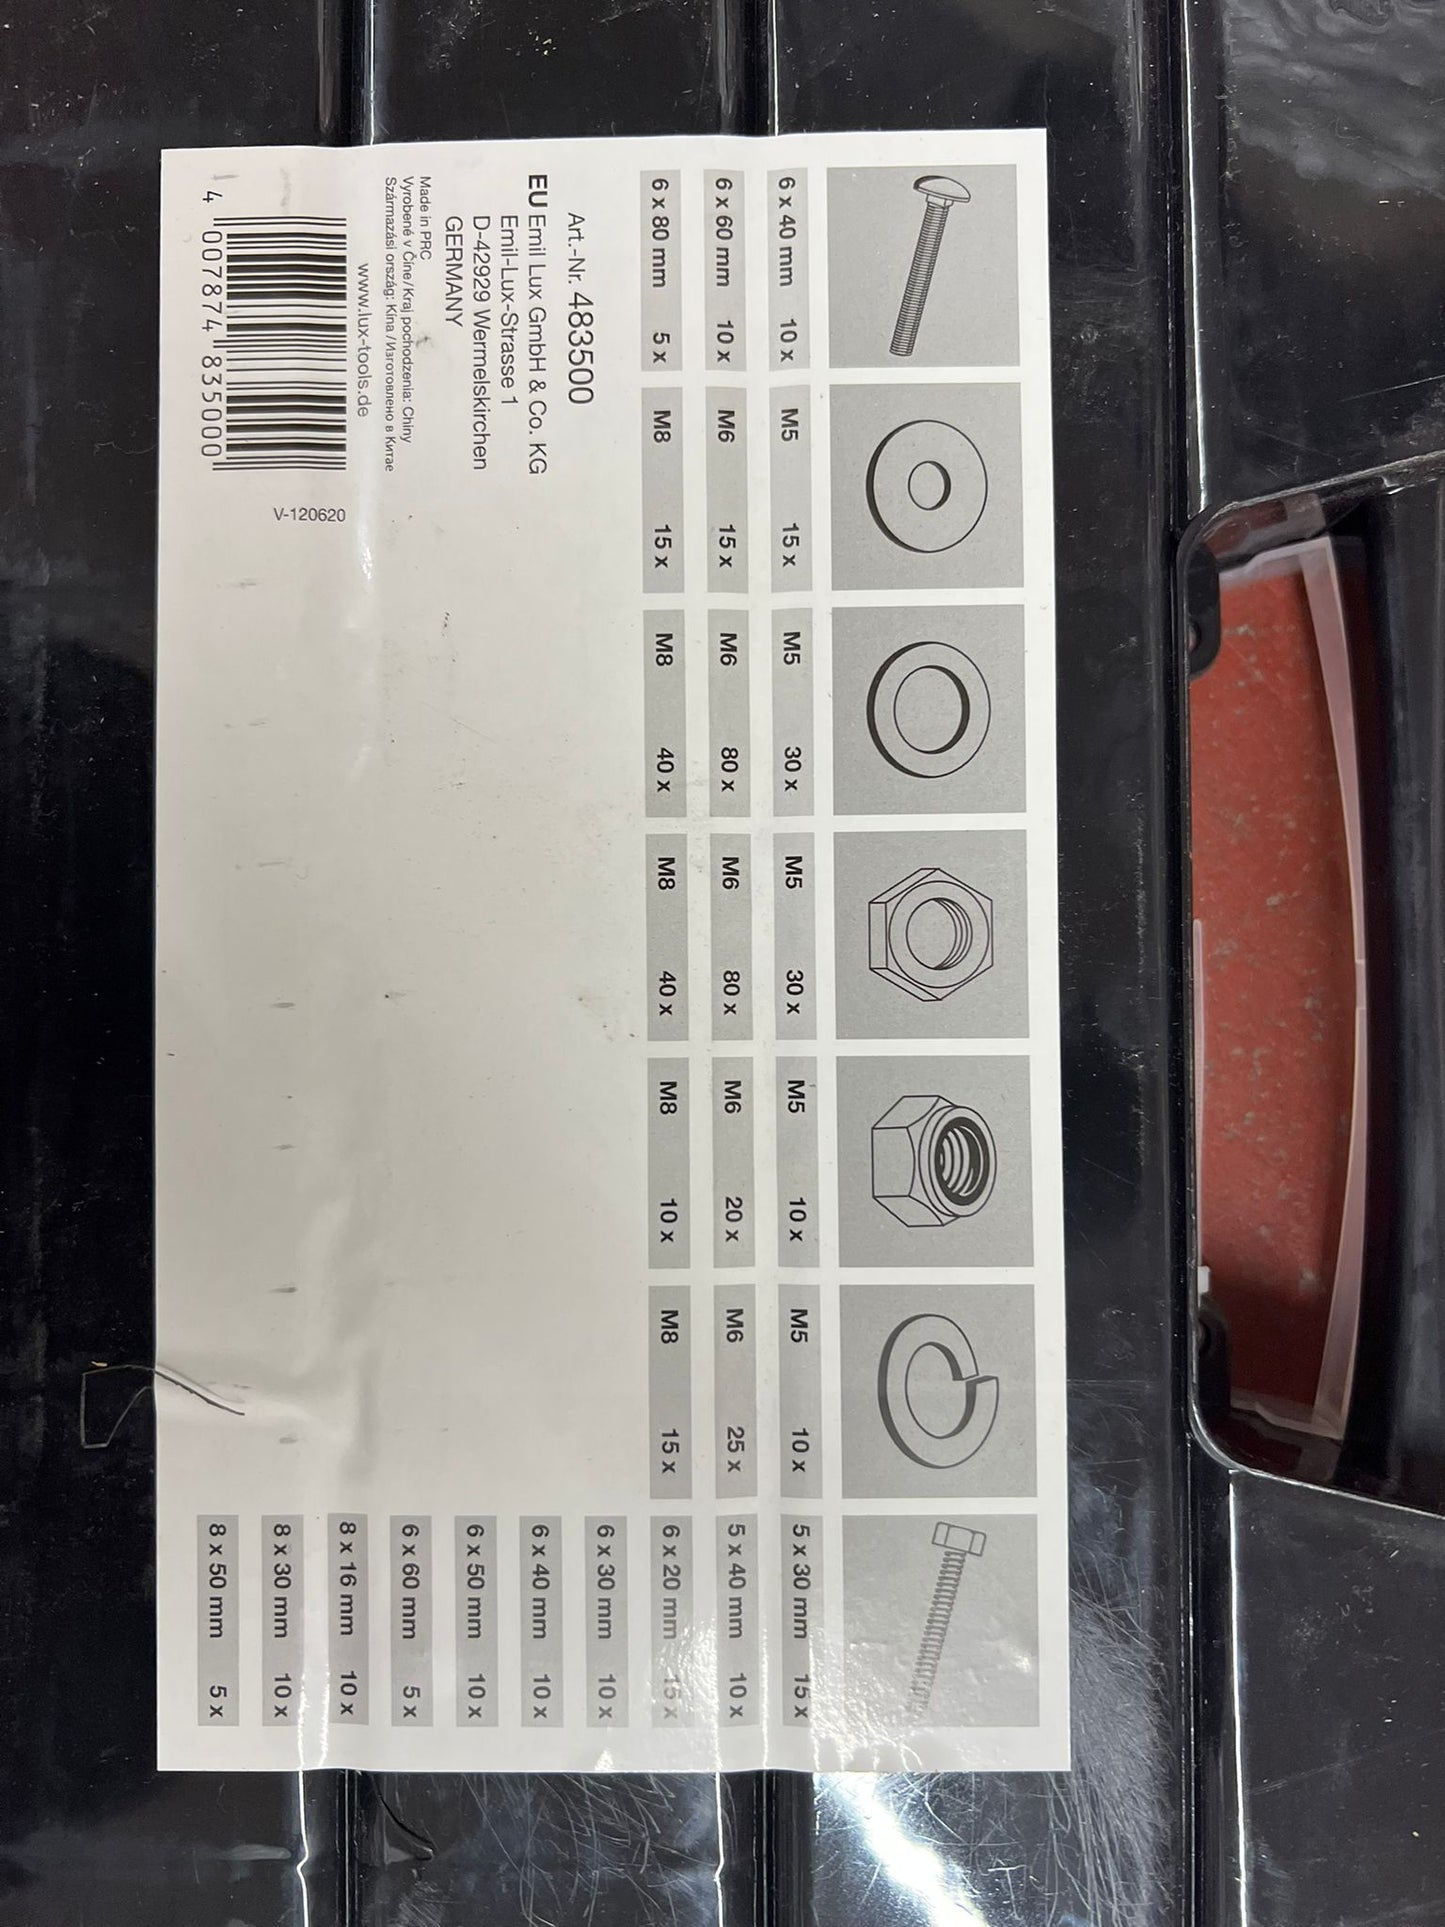 6 x 40 mm 10 x
6 x 60 mm 10 x
6 x 80 mm 5 x
M5 15 x
M6 15 x
M8 15 x
M5 30 x
M6 80 x
M8 40 x
M5 30 x
M6 80 x
M8 40 x
M5 10 x
M6 20 x
M8 10 x
M5 10 x
M6 25 x
M8 15 x
5 x 30 mm 15 x
5 x 40 mm 10 x
6 x 20 mm 15 x
6 x 30 mm 10 x
6 x 40 mm 10 x
6 x 50 mm 10 x
6 x 60 mm 5 x
8 x 16 mm 10 x
8 x 30 mm 10 x
8 x 50 mm 5 x
Art.-Nr. 483500
EU Emil Lux GmbH & Co. KG
Emil-Lux-Strasse 1
D-42929 Wermelskirchen
GERMANY
Made in PRC
Vyrobené v Číne/Kraj pochodzenia: Chiny
Származási ország: Kína/Изготовлено в Китае
www.lux-tools.de
4 007874 835000
V-120620